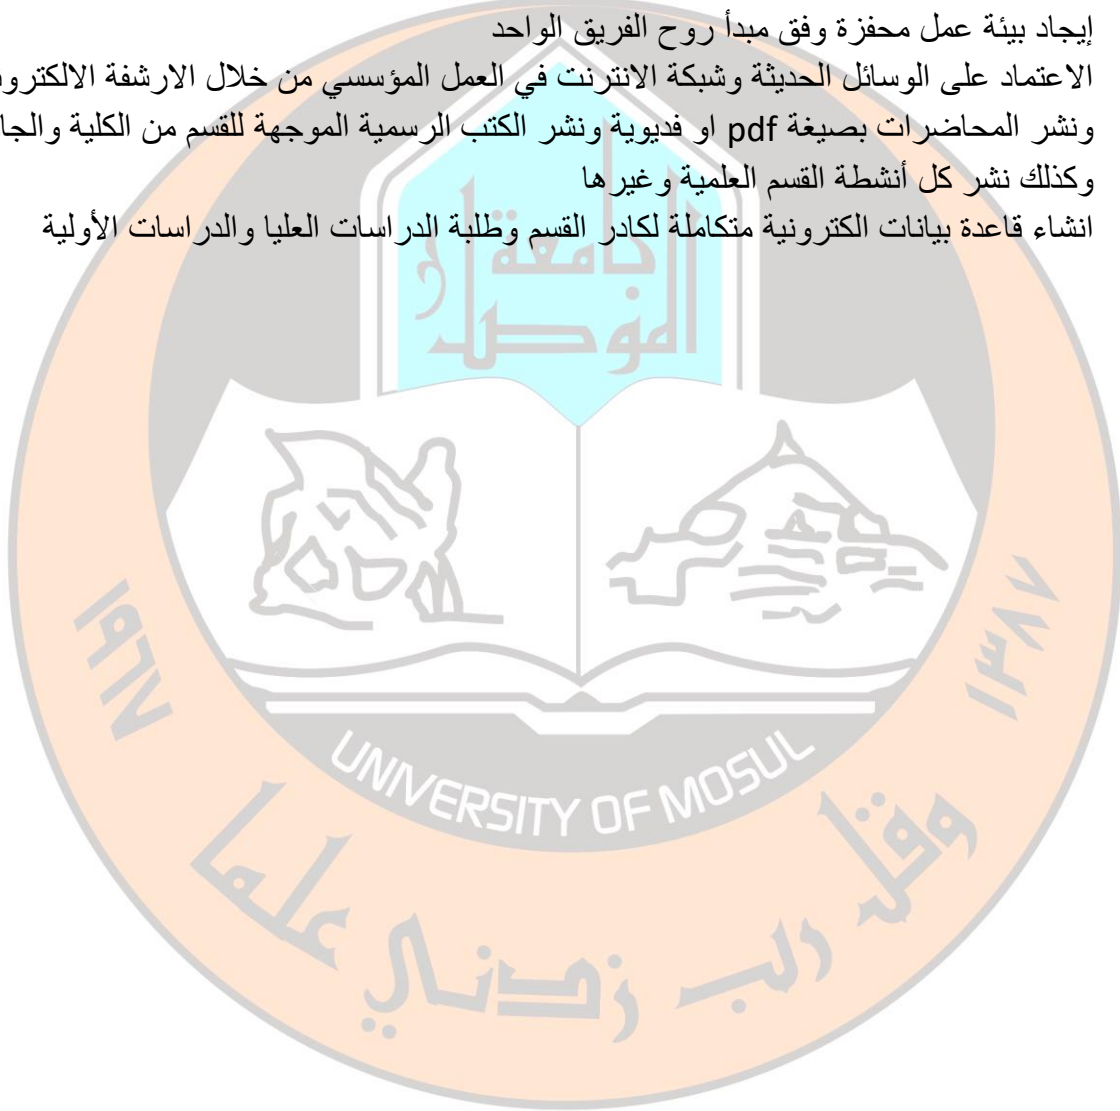 إيجاد بيئة عمل محفزة وفق مبدأ روح الفريق الواحد
الاعتماد على الوسائل الحديثة وشبكة الانترنت في العمل المؤسسي من خلال الارشفة
ونشر المحاضرات بصيغة pdf او فديوية ونشر الكتب الرسمية الموجهة للقسم من الكلية
وكذلك نشر كل أنشطة القسم العلمية وغيرها
انشاء قاعدة بيانات الكترونية متكاملة لكادر القسم وطلبة الدراسات العليا والدراسات الأولية
جامعة
الموصل
١٩٦٧
١٣٨٧
UNIVERSITY OF MOSUL
وقل رب زدني علما